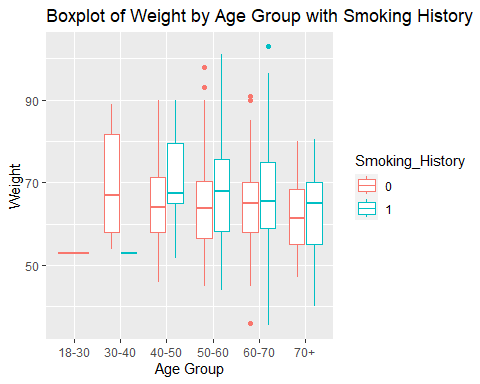 Boxplot of Weight by Age Group with Smoking History
90
70
50
Weight
18-30 30-40 40-50 50-60 60-70 70+
Age Group
Smoking_History
0
1